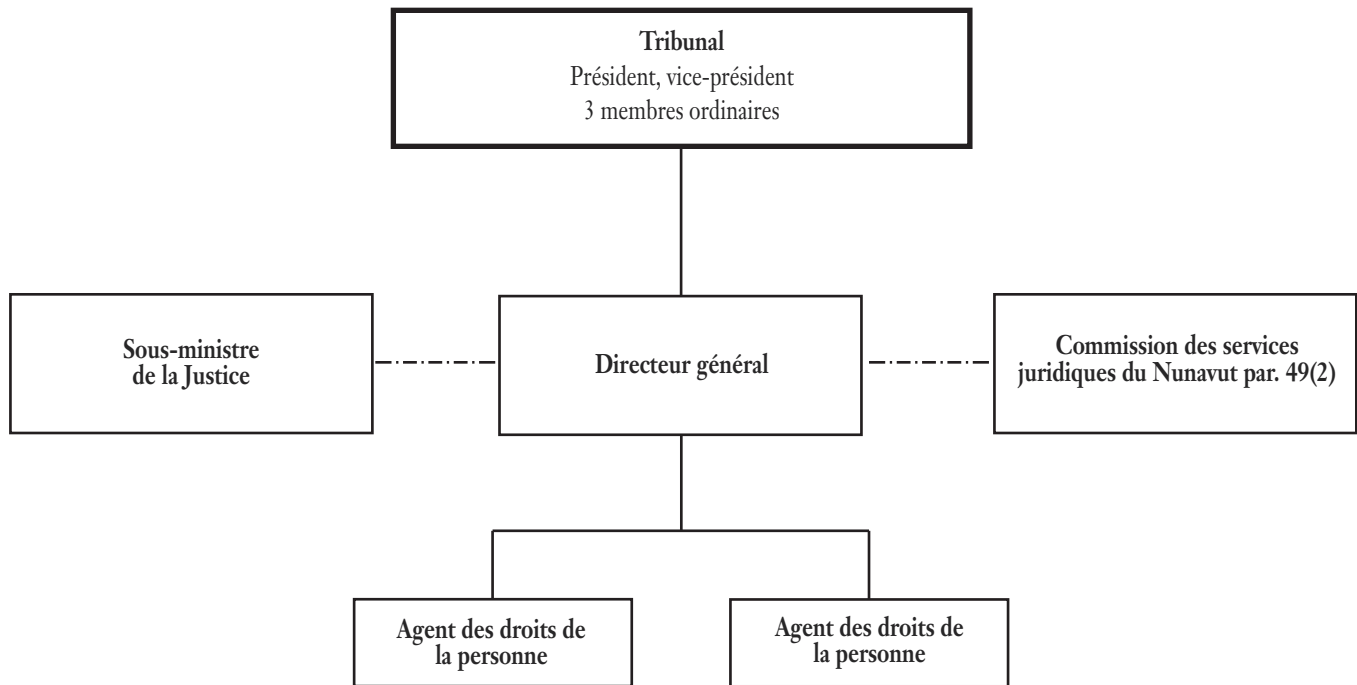 Tribunal
Président, vice-président
3 membres ordinaires
Sous-ministre
de la Justice
Directeur général
Commission des services
juridiques du Nunavut par. 49(2)
Agent des droits de
la personne
Agent des droits de
la personne